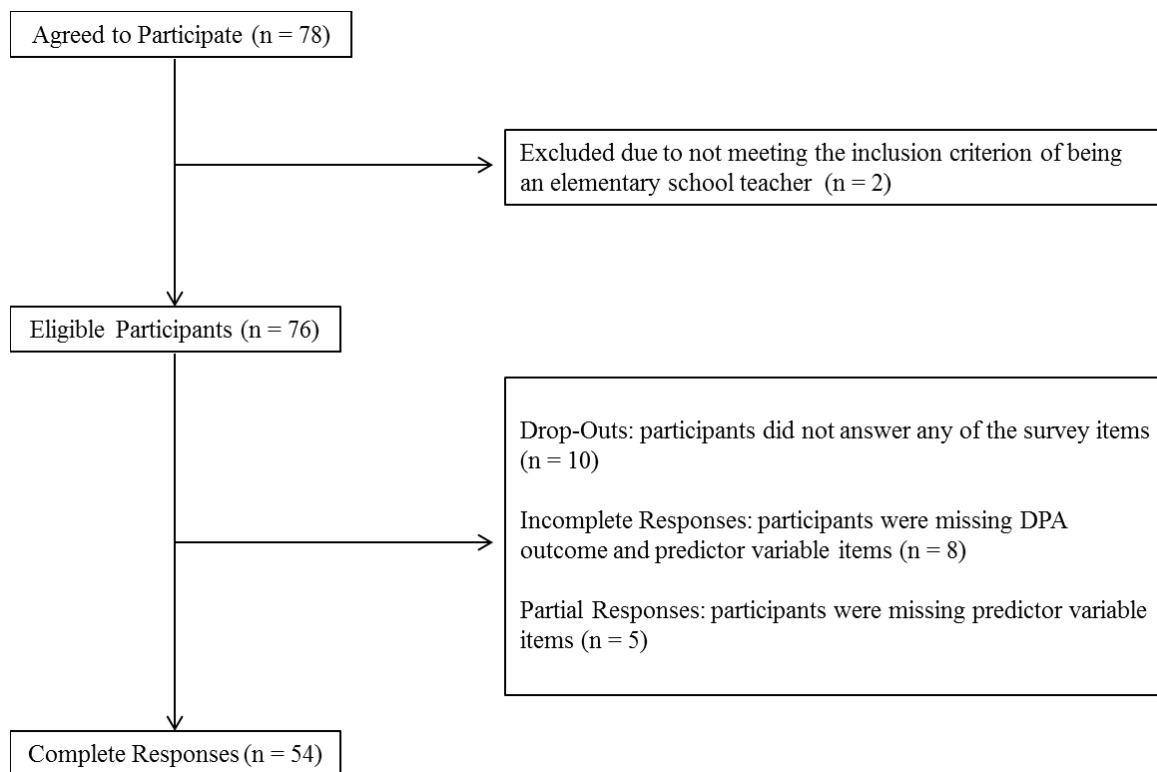 Agreed to Participate (n = 78)
Excluded due to not meeting the inclusion criterion of being
an elementary school teacher (n = 2)
Eligible Participants (n = 76)
Drop-Outs: participants did not answer any of the survey items
(n = 10)
Incomplete Responses: participants were missing DPA
outcome and predictor variable items (n = 8)
Partial Responses: participants were missing predictor variable
items (n = 5)
Complete Responses (n = 54)